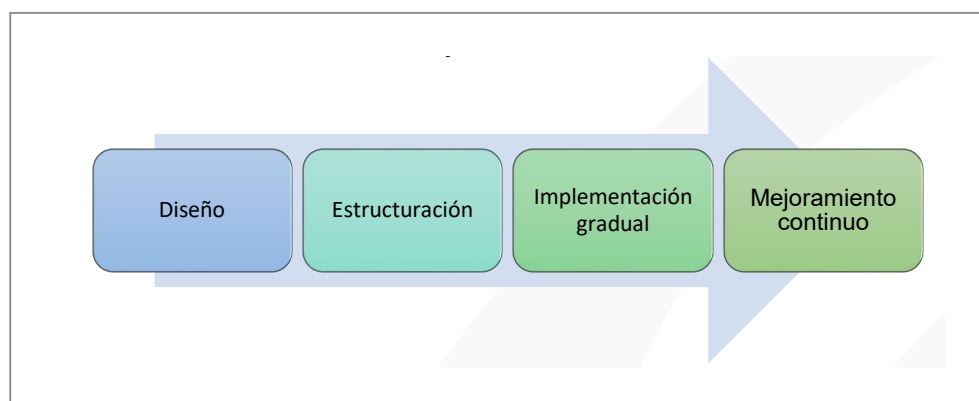 Diseño
Estructuración
Implementación
gradual
Mejoramiento
continuo